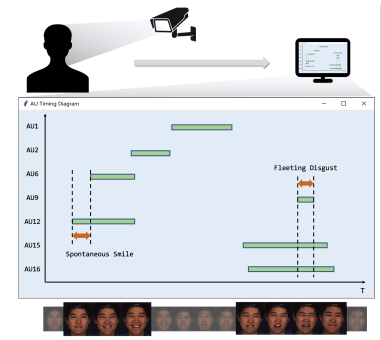 AU Timing Diagram
AU1
AU2
AU6
Fleeting Disgust
AU9
AU12
Spontaneous Smile
AU15
AU16
T